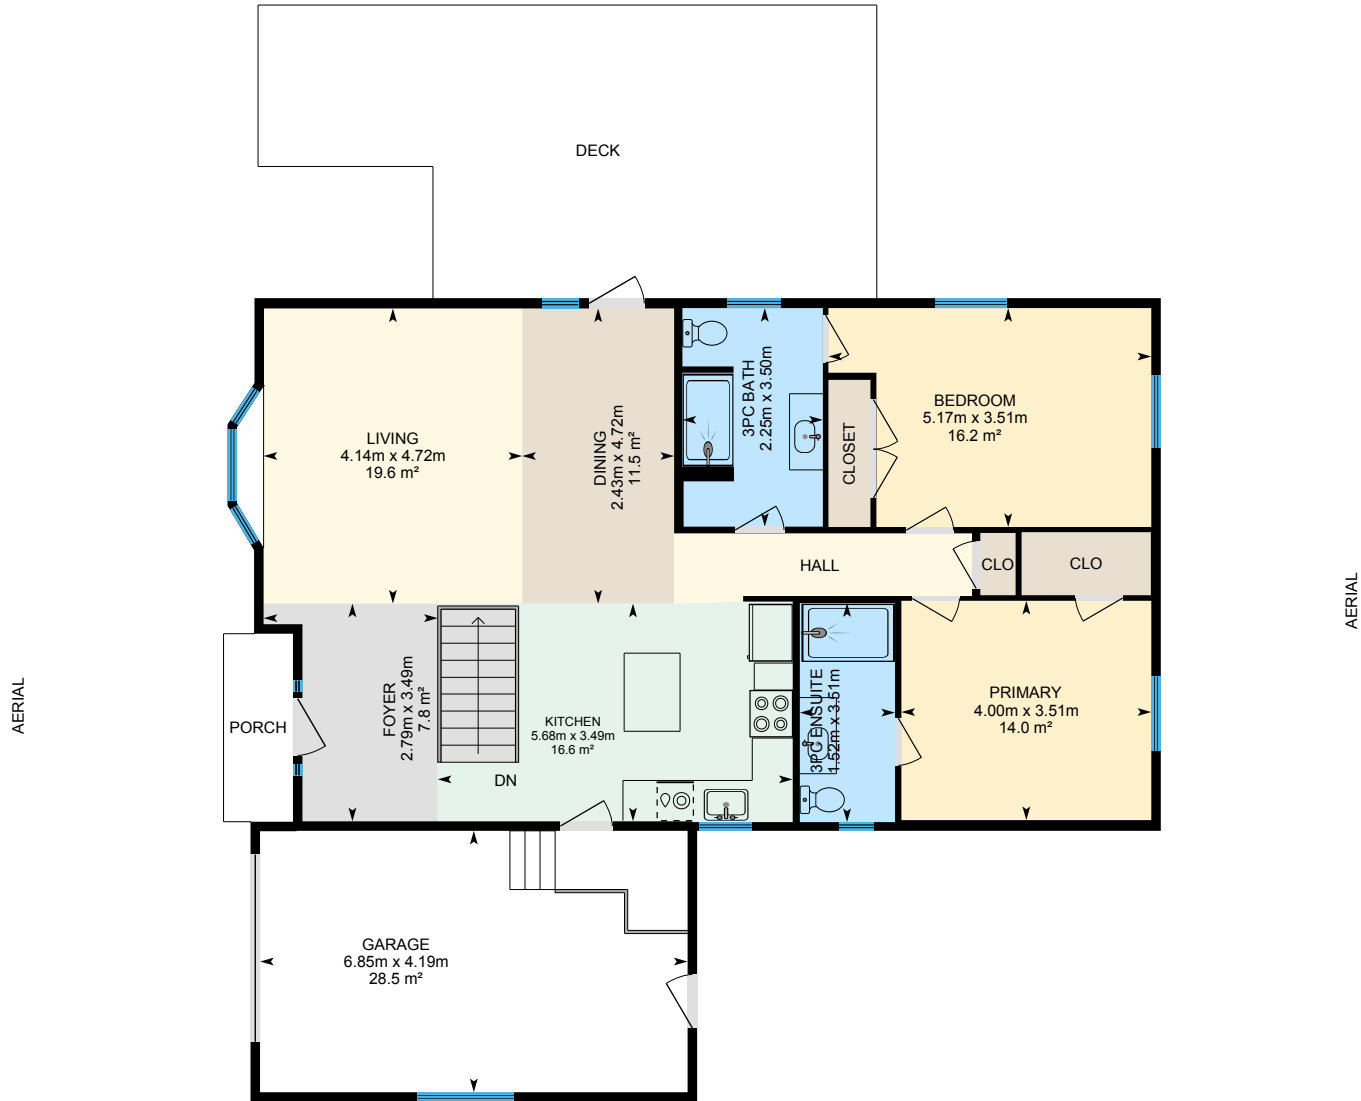 DECK
LIVING
4.14m x 4.72m
19.6 m²
DINING
2.43m x 4.72m
11.5 m²
3PC BATH
2.25m x 3.50m
CLOSET
BEDROOM
5.17m x 3.51m
16.2 m²
HALL
CLO
CLO
AERIAL
AERIAL
PORCH
FOYER
2.79m x 3.49m
7.8 m²
DN
KITCHEN
5.68m x 3.49m
16.6 m²
3PC ENSUITE
1.52m x 3.51m
PRIMARY
4.00m x 3.51m
14.0 m²
GARAGE
6.85m x 4.19m
28.5 m²